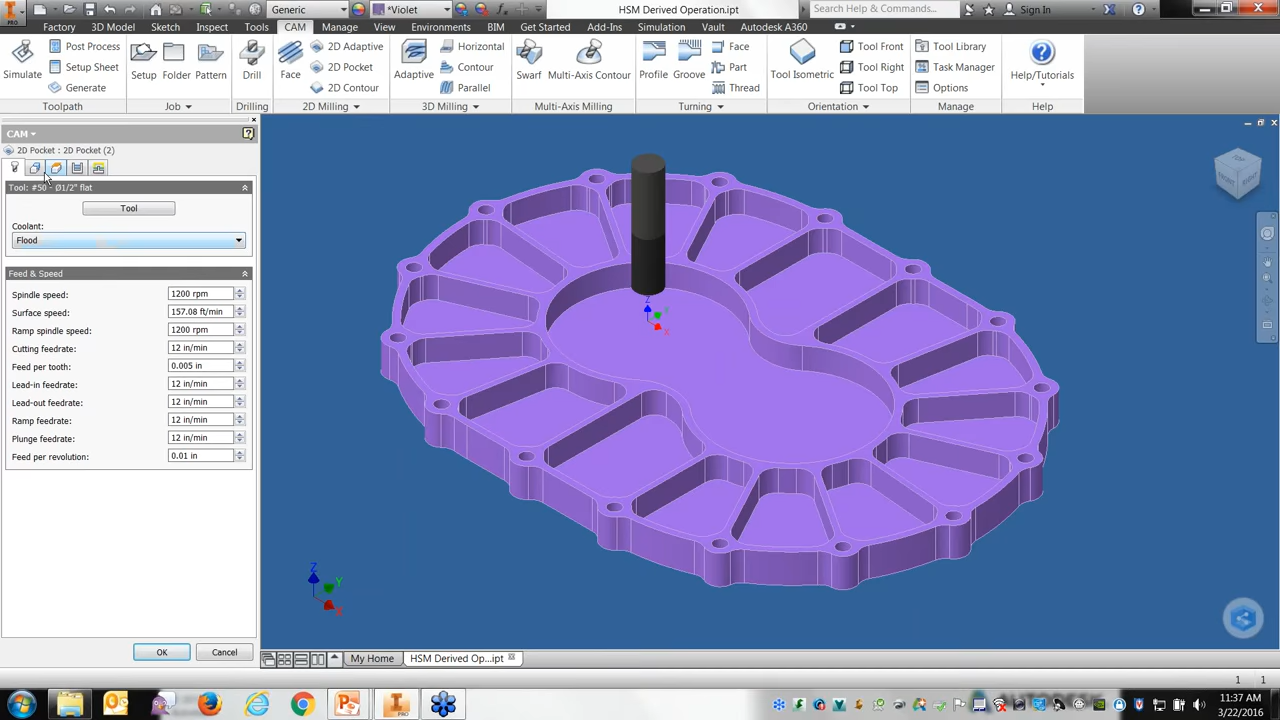 Generic
*Violet
HSM Derived Operation.ipt
Search Help & Commands...
Sign In
PRO
Factory 3D Model Sketch Inspect Tools CAM Manage View Environments BIM Get Started Add-Ins Simulation Vault Autodesk A360
Simulate
Post Process
Setup Sheet
Generate
Toolpath
Setup
Folder
Pattern
Job
Drill
Drilling
Face
2D Adaptive
2D Pocket
2D Contour
2D Milling
Adaptive
Horizontal
Contour
Parallel
3D Milling
Swarf
Multi-Axis Contour
Multi-Axis Milling
Profile
Groove
Face
Part
Thread
Turning
Tool Isometric
Tool Front
Tool Right
Tool Top
Orientation
Tool Library
Task Manager
Options
Manage
Help/Tutorials
Help
CAM
2D Pocket : 2D Pocket (2)
Tool: #50 - Ø1/2" flat
Tool
Coolant:
Flood
Feed & Speed
Spindle speed: 1200 rpm
Surface speed: 157.08 ft/min
Ramp spindle speed: 1200 rpm
Cutting feedrate: 12 in/min
Feed per tooth: 0.005 in
Lead-in feedrate: 12 in/min
Lead-out feedrate: 12 in/min
Ramp feedrate: 12 in/min
Plunge feedrate: 12 in/min
Feed per revolution: 0.01 in
OK
Cancel
TOP
FRONT
RIGHT
Z
Y
X
Z
Y
X
My Home
HSM Derived Op...ipt
1 1
PRO
11:37 AM
3/22/2016